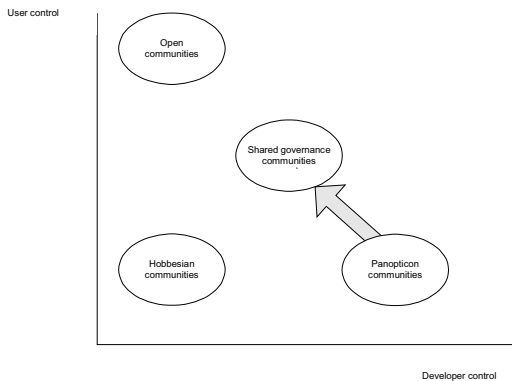 User control
Open
communities
Shared governance
communities
Hobbesian
communities
Panopticon
communities
Developer control